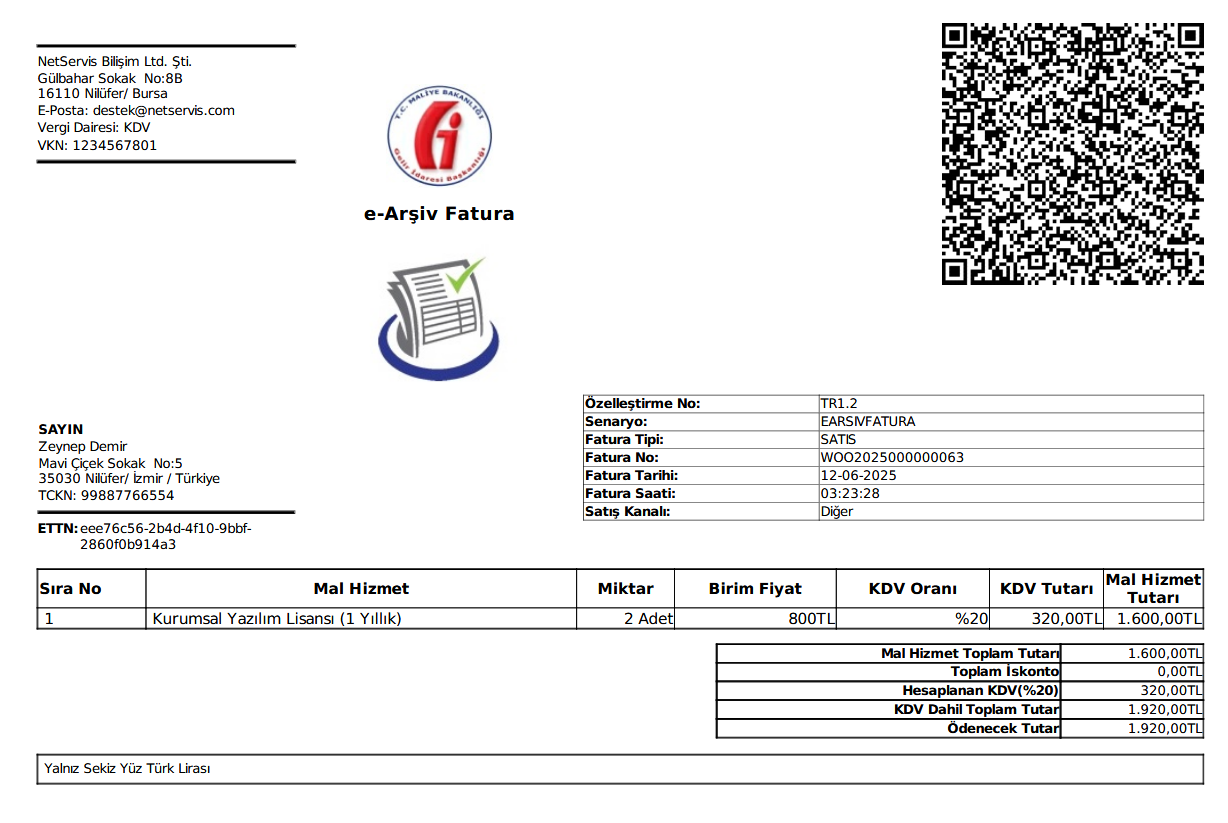 NetServis Bilişim Ltd. Şti.
Gülbahar Sokak No:8B
16110 Nilüfer/ Bursa
E-Posta: destek@netservis.com
Vergi Dairesi: KDV
VKN: 1234567801
T.C. MALİYE BAKANLIĞI
Gelir İdaresi Başkanlığı
e-Arşiv Fatura
SAYIN
Zeynep Demir
Mavi Çiçek Sokak No:5
35030 Nilüfer/ İzmir / Türkiye
TCKN: 99887766554
ETTN: eee76c56-2b4d-4f10-9bbf-
2860f0b914a3
Özelleştirme No: TR1.2
Senaryo: EARSIVFATURA
Fatura Tipi: SATIS
Fatura No: WOO2025000000063
Fatura Tarihi: 12-06-2025
Fatura Saati: 03:23:28
Satış Kanalı: Diğer
Sıra No Mal Hizmet Miktar Birim Fiyat KDV Oranı KDV Tutarı Mal Hizmet Tutarı
1 Kurumsal Yazılım Lisansı (1 Yıllık) 2 Adet 800TL %20 320,00TL 1.600,00TL
Mal Hizmet Toplam Tutarı 1.600,00TL
Toplam İskonto 0,00TL
Hesaplanan KDV(%20) 320,00TL
KDV Dahil Toplam Tutar 1.920,00TL
Ödenecek Tutar 1.920,00TL
Yalnız Sekiz Yüz Türk Lirası